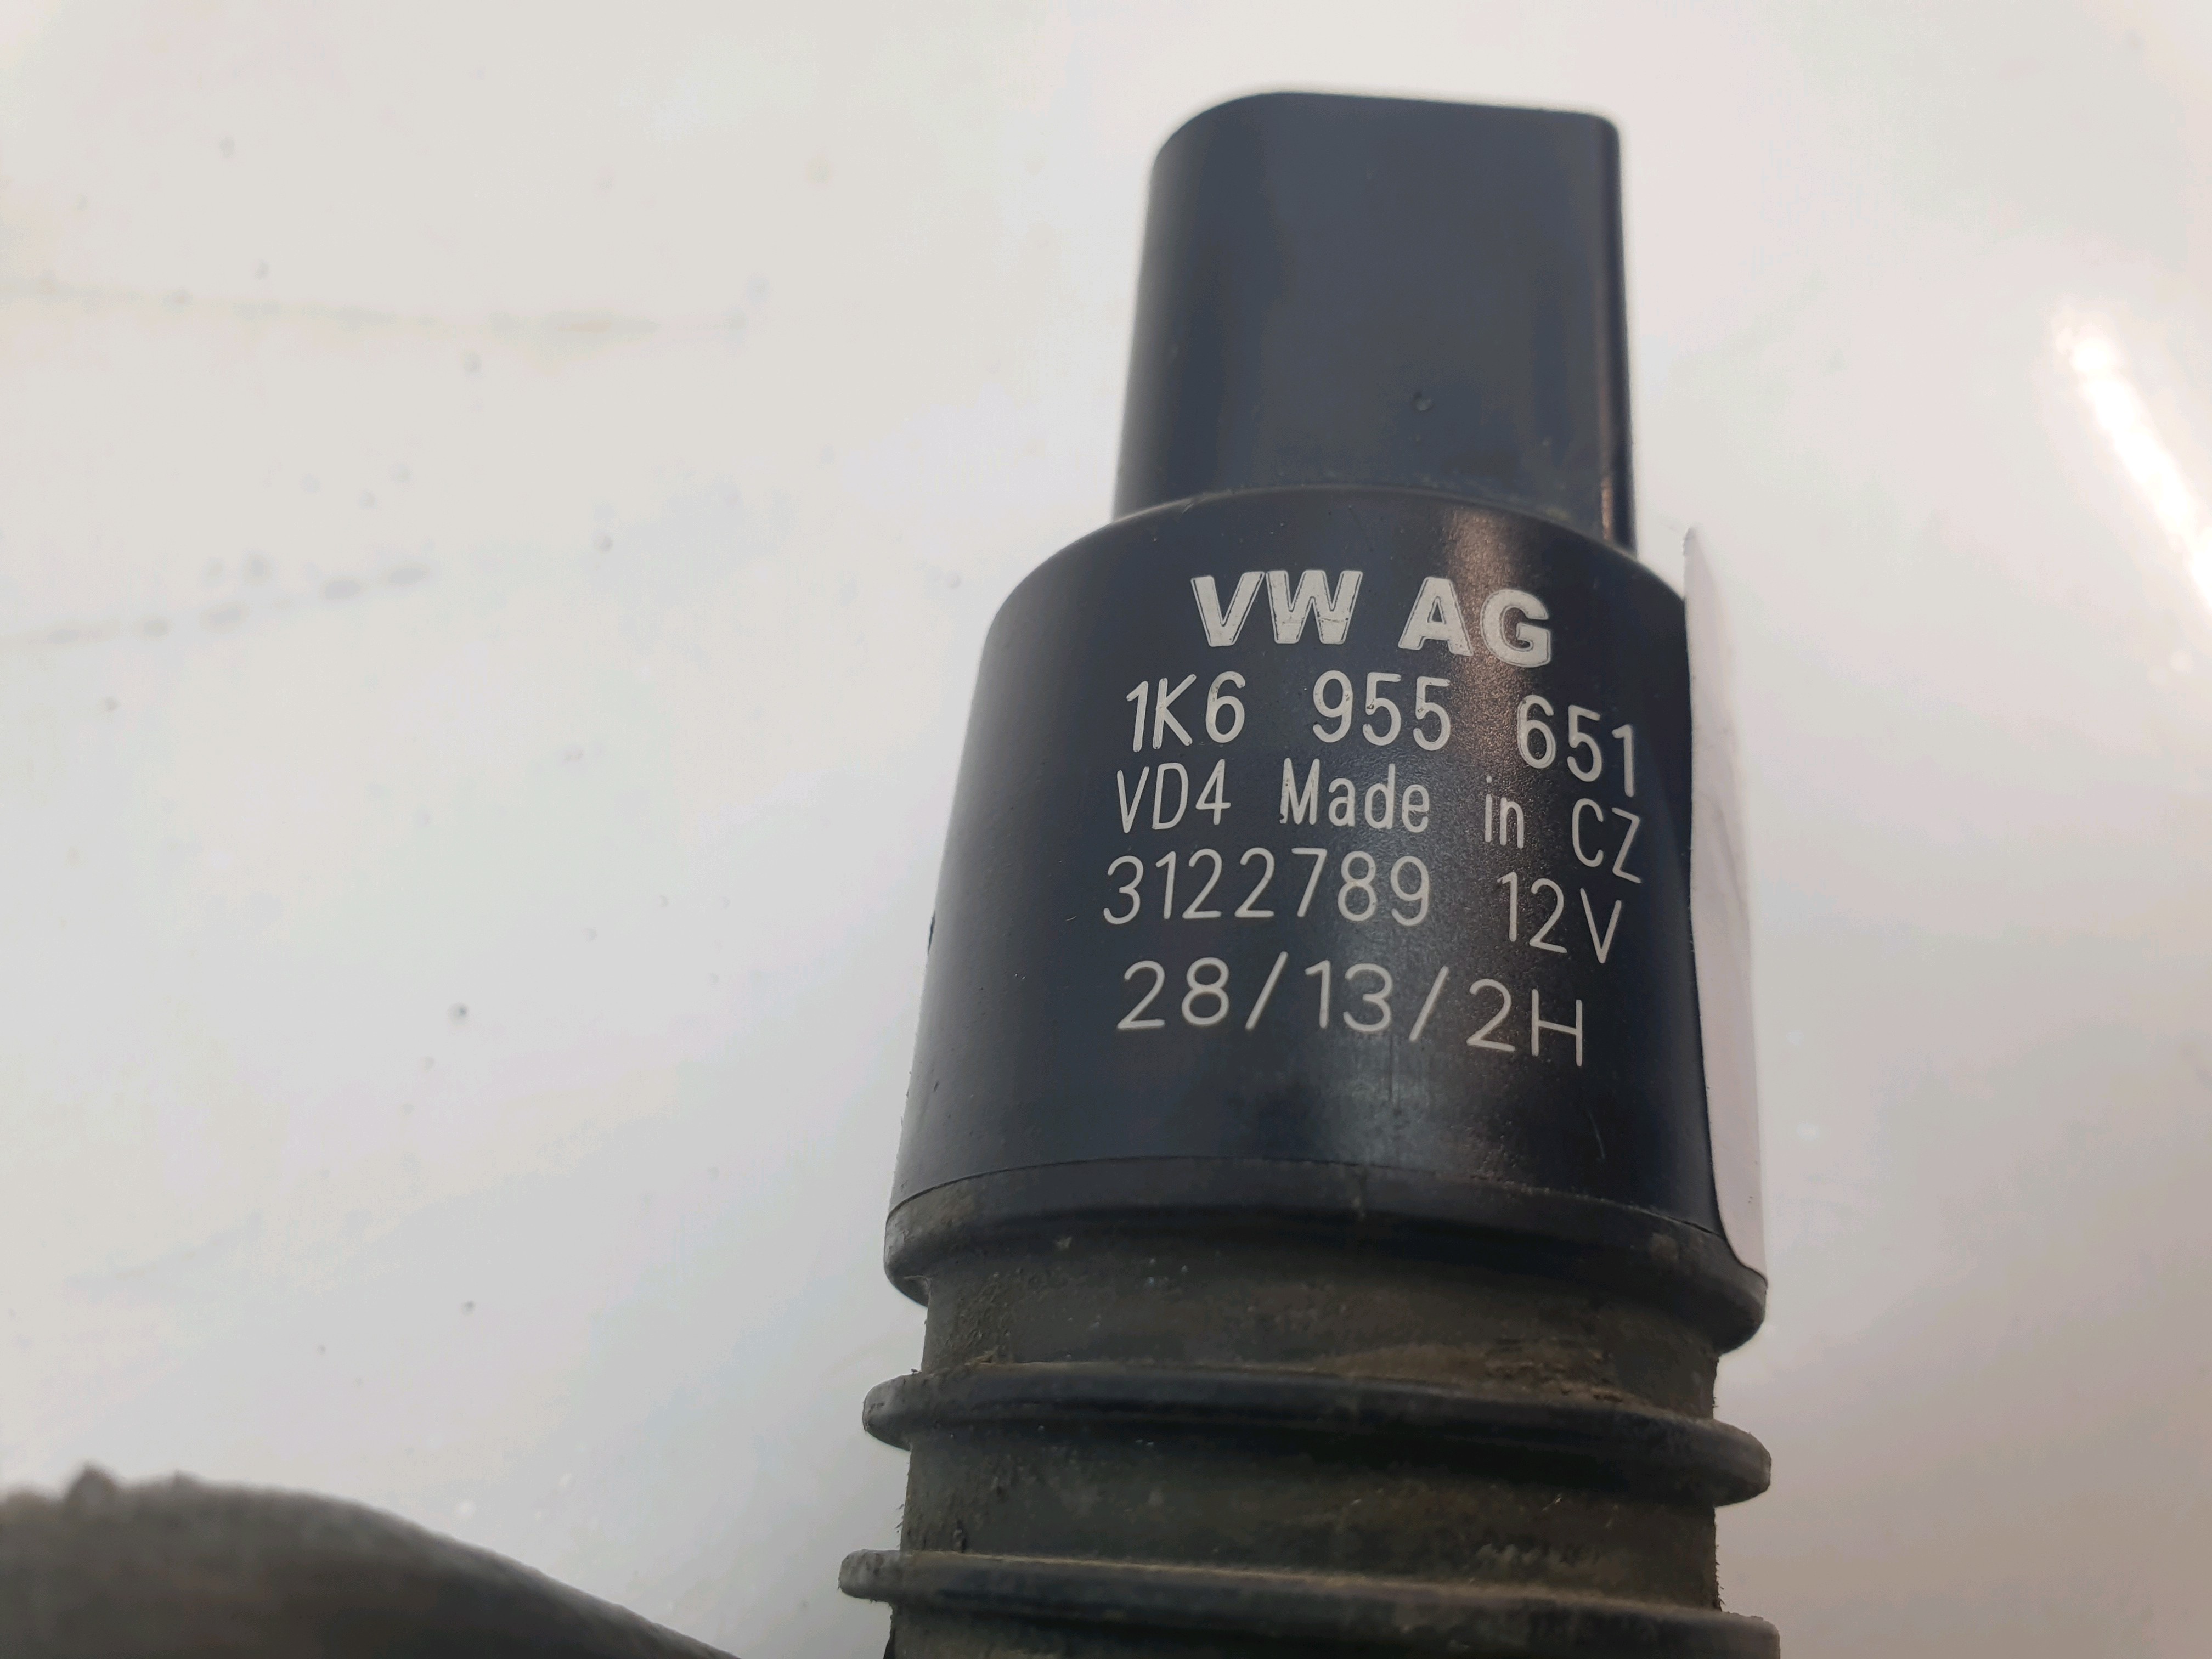 VW AG
1K6 955 651
VD4 Made in CZ
3122789 12V
28/13/2H